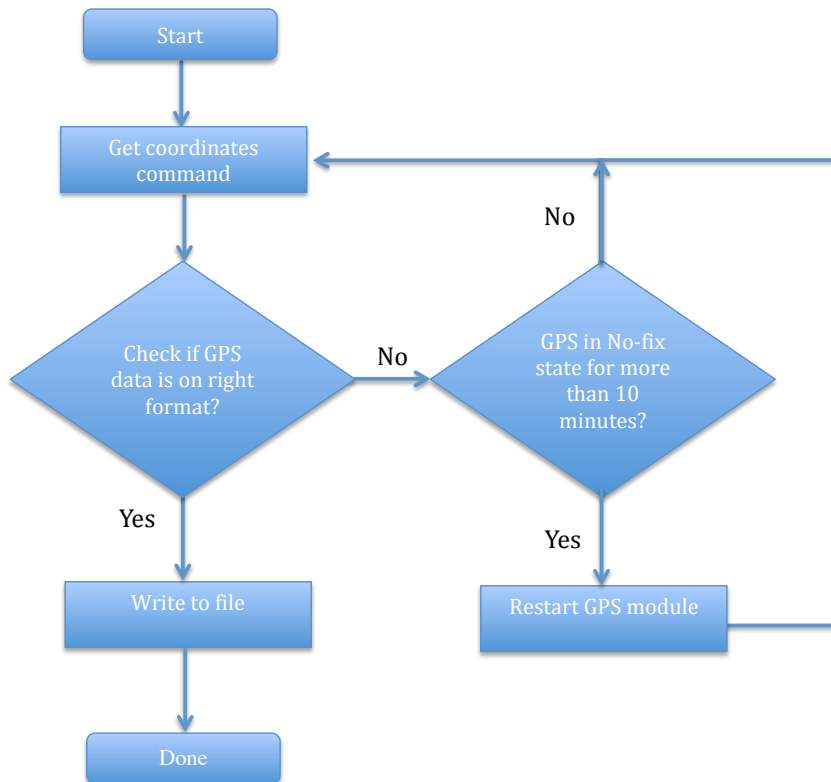 Start
Get coordinates
command
No
Check if GPS
data is on right
format?
No
GPS in No-fix
state for more
than 10
minutes?
Yes
Yes
Write to file
Restart GPS module
Done